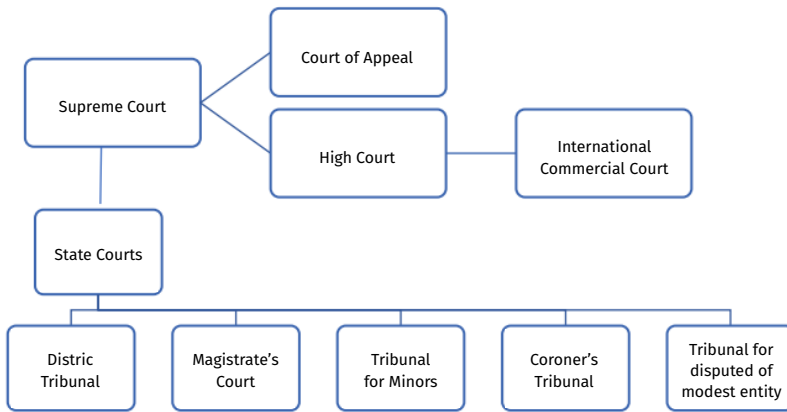 Court of Appeal
Supreme Court
High Court
International
Commercial Court
State Courts
Distric
Tribunal
Magistrate’s
Court
Tribunal
for Minors
Coroner’s
Tribunal
Tribunal for
disputed of
modest entity